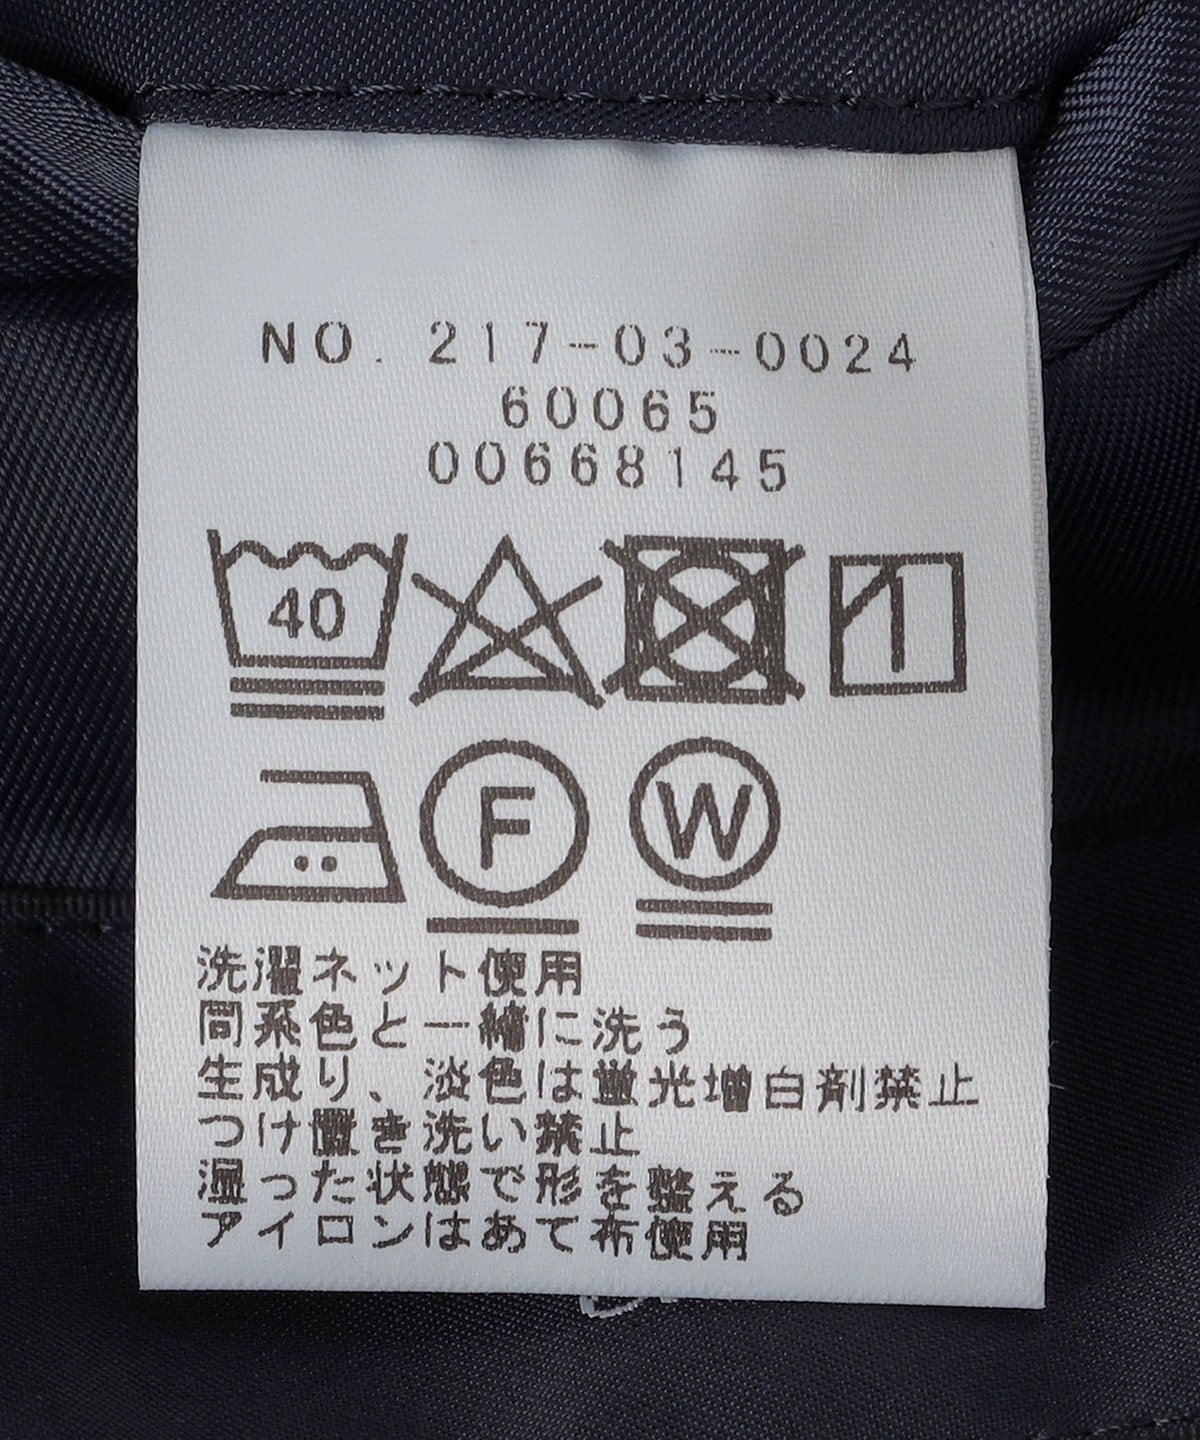 NO. 217-03-0024
60065
00668145
40
F W
洗濯ネット使用
同系色と一緒に洗う
生成り、淡色は蛍光増白剤禁止
つけ置き洗い禁止
湿った状態で形を整える
アイロンはあて布使用